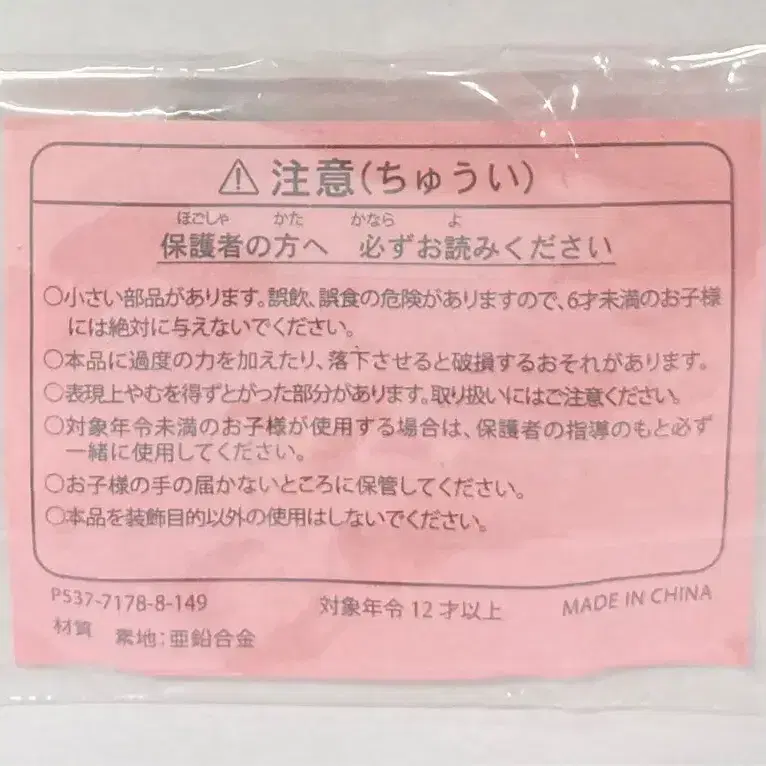 ⚠ 注意(ちゅうい)
ほごしゃ かた かなら よ
保護者の方へ 必ずお読みください
○小さい部品があります。誤飲、誤食の危険がありますので、6才未満のお子様
には絶対に与えないでください。
○本品に過度の力を加えたり、落下させると破損するおそれがあります。
○表現上やむを得ずとがった部分があります。取り扱いにはご注意ください。
○対象年令未満のお子様が使用する場合は、保護者の指導のもと必ず
一緒に使用してください。
○お子様の手の届かないところに保管してください。
○本品を装飾目的以外の使用はしないでください。
P537-7178-8-149 対象年令12才以上 MADE IN CHINA
材質 素地:亜鉛合金